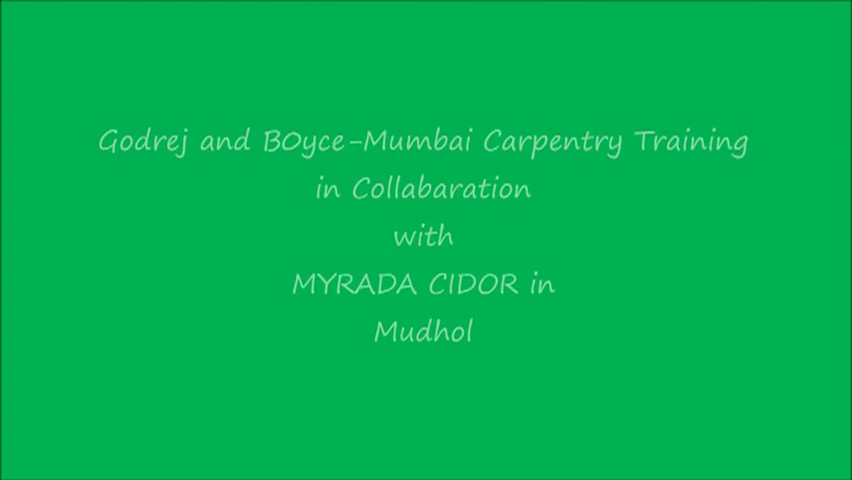 Godrej and BOyce-Mumbai Carpentry Training
in Collabaration
with
MYRADA CIDOR in
Mudhol